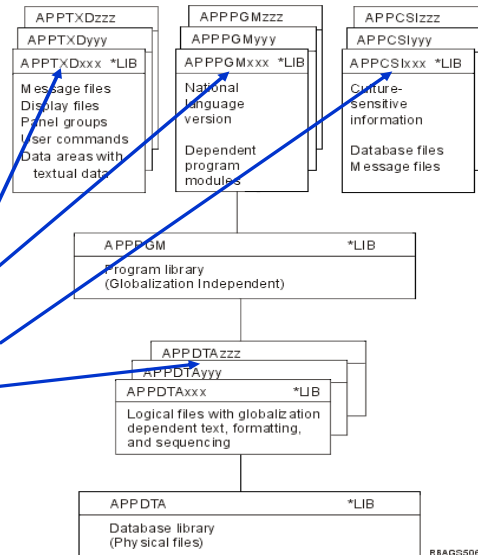 APPTXDzzz
APPTXDyyy
APPTXDxxx *LIB
Message files
Display files
Panel groups
User commands
Data areas with
textual data
APPPGMzzz
APPPGMyyy
APPPGMxxx *LIB
National
language
version
Dependent
program
modules
APPCSIzzz
APPCSIyyy
APPCSIxxx *LIB
Culture-
sensitive
information
Database files
Message files
APPPGM *LIB
Program library
(Globalization Independent)
APPDTAzzz
APPDTAyyy
APPDTAxxx *LIB
Logical files with globalization
dependent text, formatting,
and sequencing
APPDTA *LIB
Database library
(Physical files)